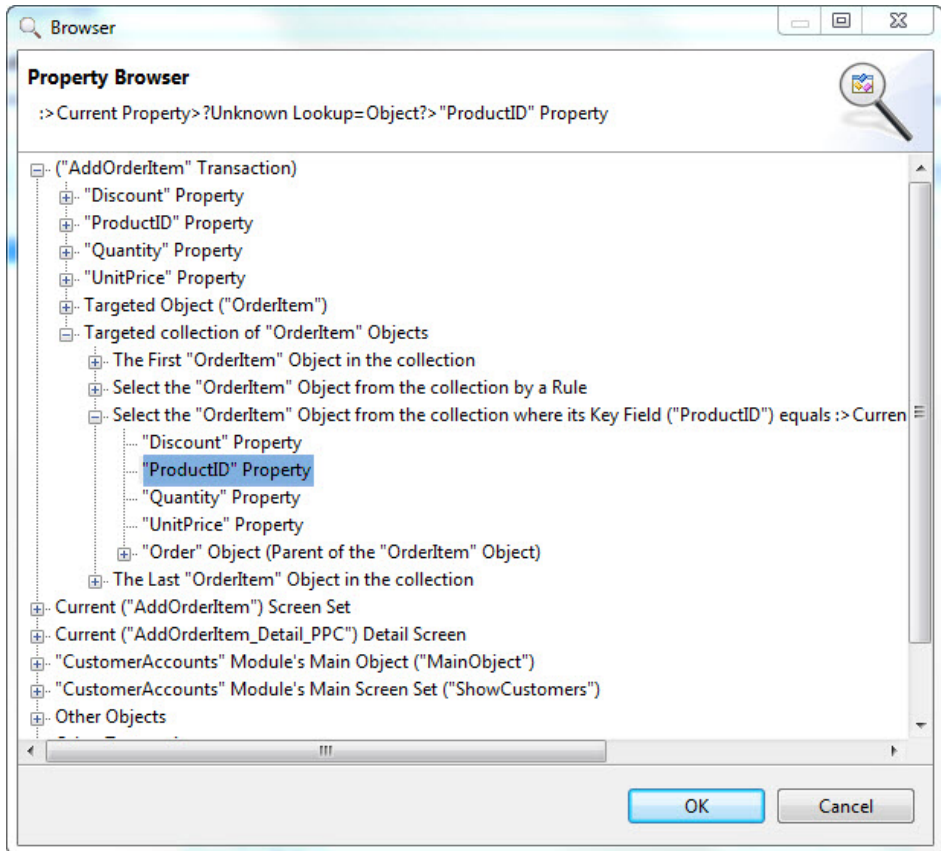 Browser
Property Browser
:>Current Property>?Unknown Lookup=Object?>"ProductID" Property
("AddOrderItem" Transaction)
"Discount" Property
"ProductID" Property
"Quantity" Property
"UnitPrice" Property
Targeted Object ("OrderItem")
Targeted collection of "OrderItem" Objects
The First "OrderItem" Object in the collection
Select the "OrderItem" Object from the collection by a Rule
Select the "OrderItem" Object from the collection where its Key Field ("ProductID") equals :>Curren
"Discount" Property
"ProductID" Property
"Quantity" Property
"UnitPrice" Property
"Order" Object (Parent of the "OrderItem" Object)
The Last "OrderItem" Object in the collection
Current ("AddOrderItem") Screen Set
Current ("AddOrderItem_Detail_PPC") Detail Screen
"CustomerAccounts" Module's Main Object ("MainObject")
"CustomerAccounts" Module's Main Screen Set ("ShowCustomers")
Other Objects
OK
Cancel